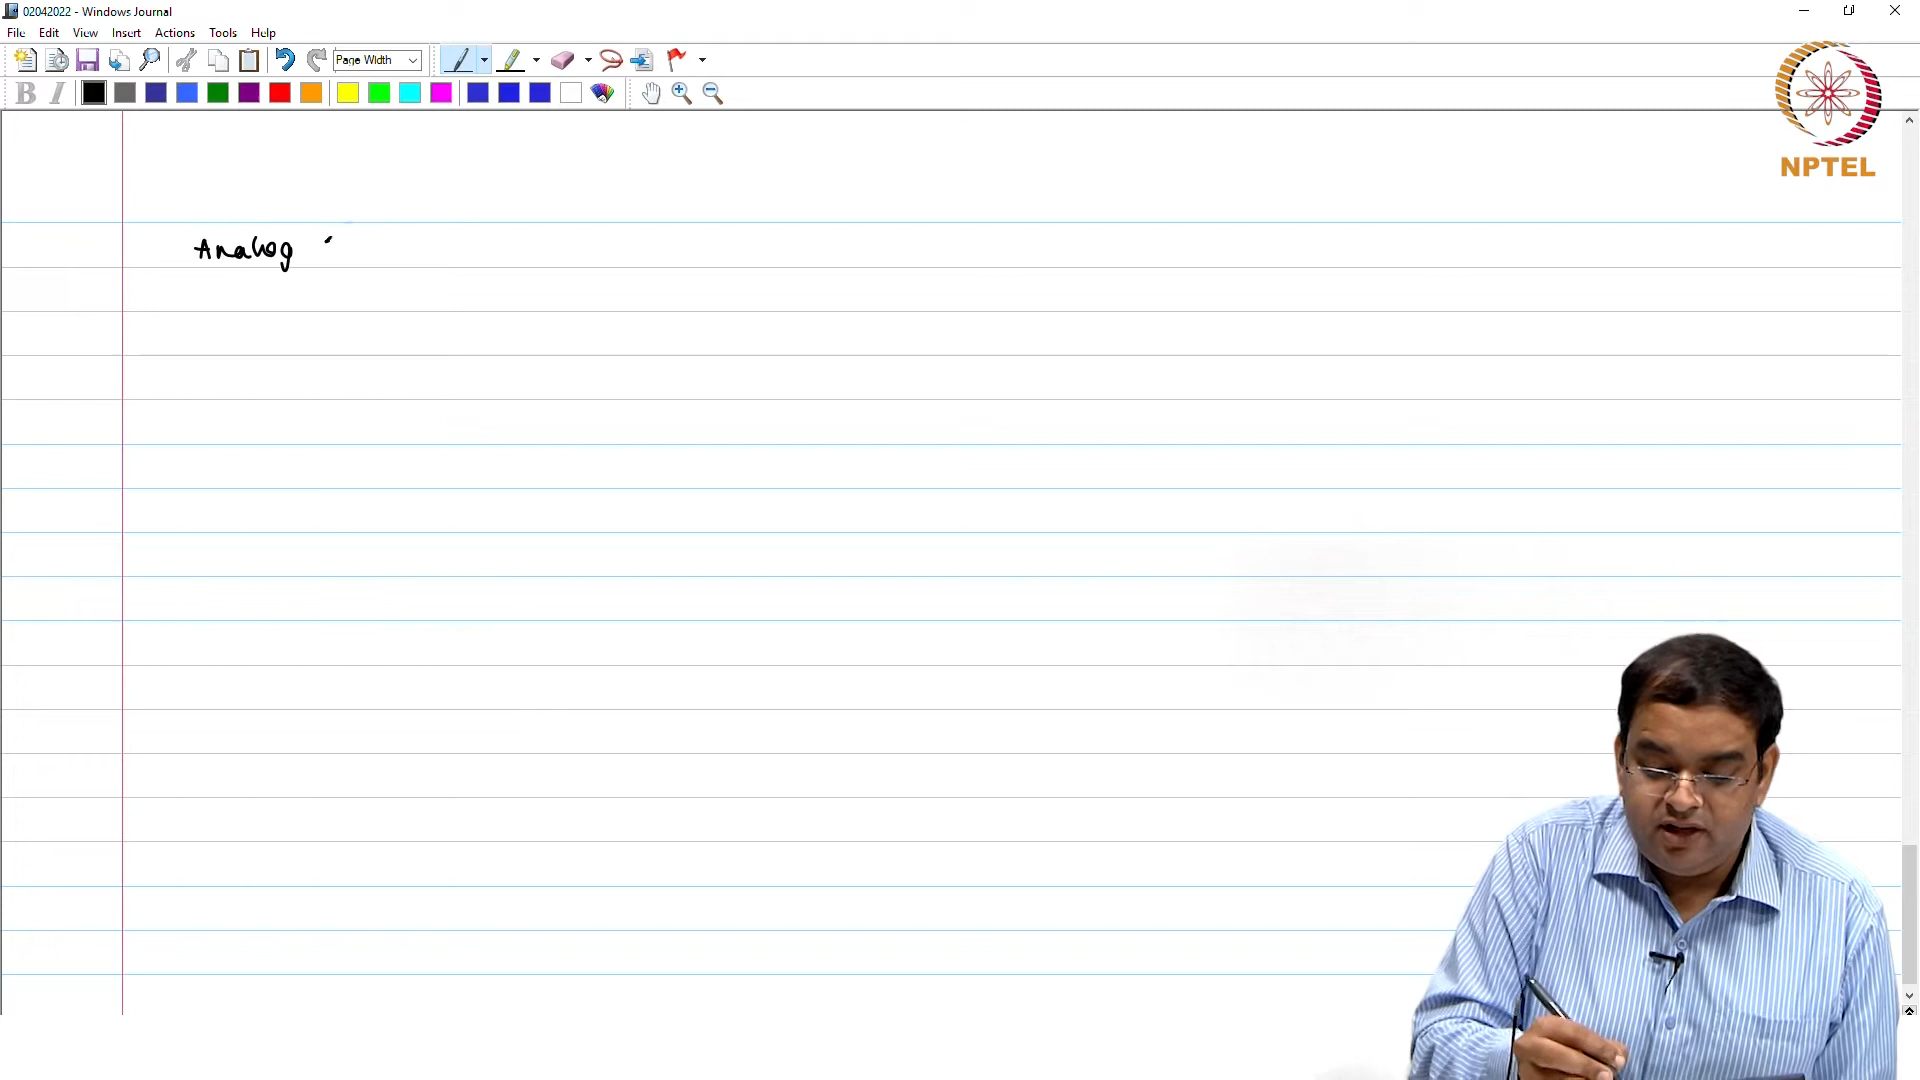 02042022 - Windows Journal
File Edit View Insert Actions Tools Help
Page Width
B I
NPTEL
Analog